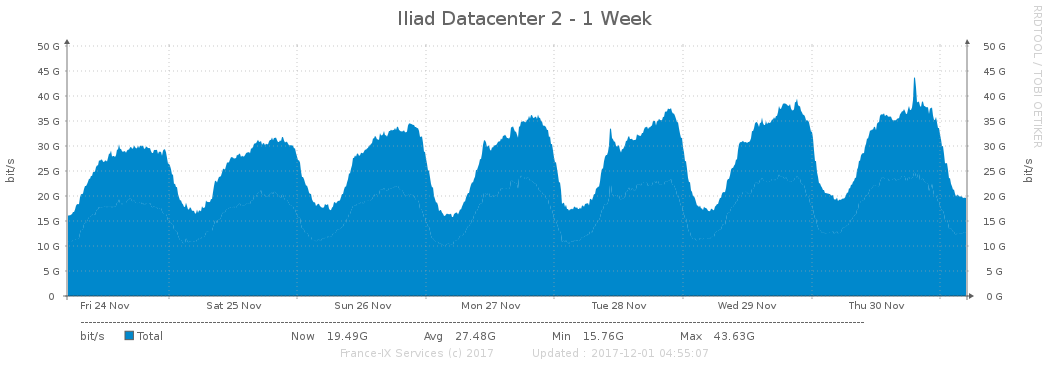 Iliad Datacenter 2 - 1 Week
RRDTOOL / TOBI OETIKER
50 G 50 G
45 G 45 G
40 G 40 G
35 G 35 G
30 G 30 G
25 G 25 G
20 G 20 G
15 G 15 G
10 G 10 G
5 G 5 G
0 0 G
bit/s
bit/s
Fri 24 Nov Sat 25 Nov Sun 26 Nov Mon 27 Nov Tue 28 Nov Wed 29 Nov Thu 30 Nov
bit/s Total Now 19.49G Avg 27.48G Min 15.76G Max 43.63G
France-IX Services (c) 2017 Updated : 2017-12-01 04:55:07